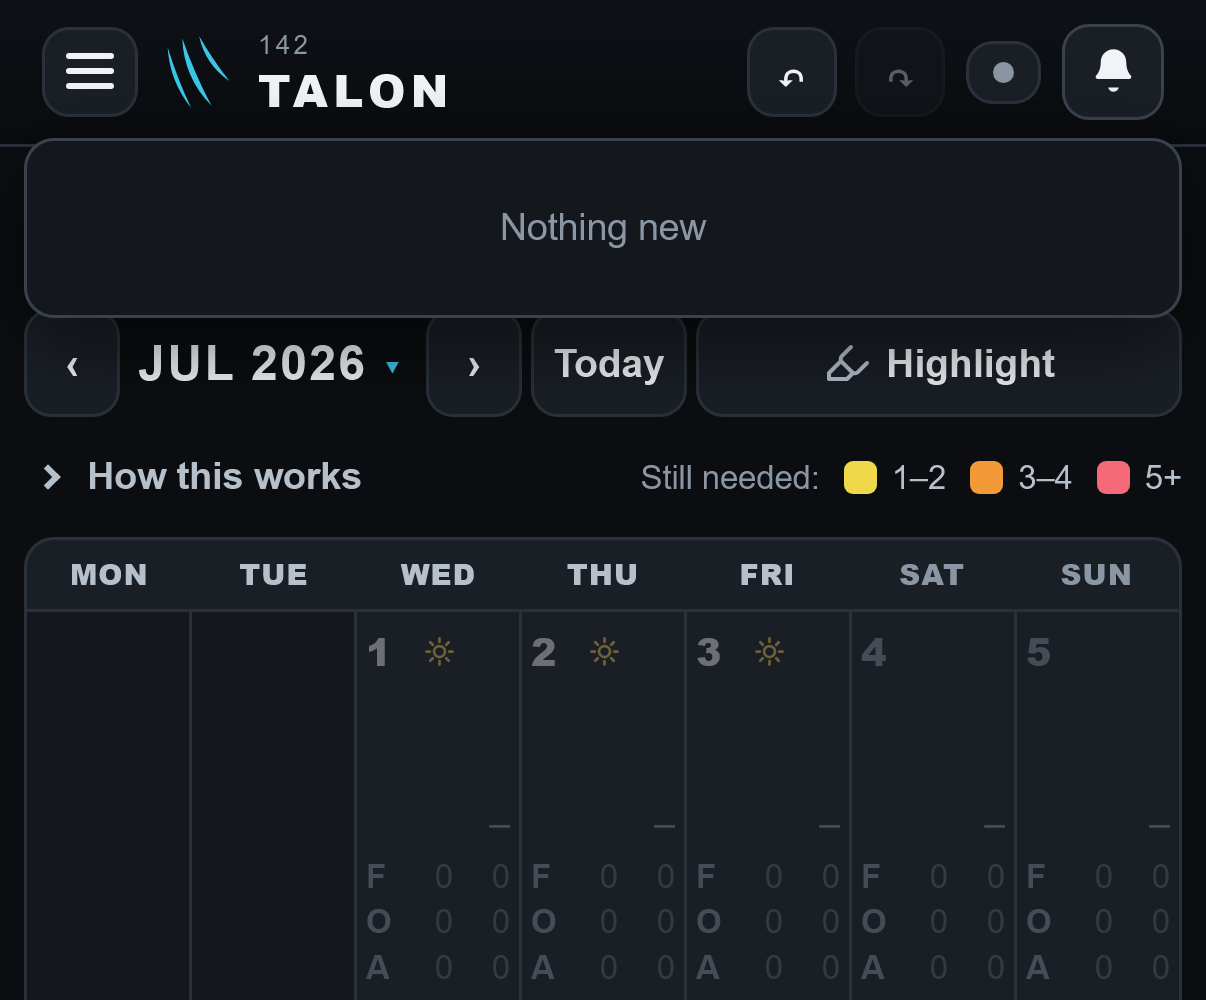 142
TALON
Nothing new
‹ JUL 2026 ▾ › Today Highlight
How this works Still needed: 1–2 3–4 5+
MON TUE WED THU FRI SAT SUN
1 2 3 4 5
– – – – –
F 0 0 F 0 0 F 0 0 F 0 0 F 0 0
O 0 0 O 0 0 O 0 0 O 0 0 O 0 0
A 0 0 A 0 0 A 0 0 A 0 0 A 0 0